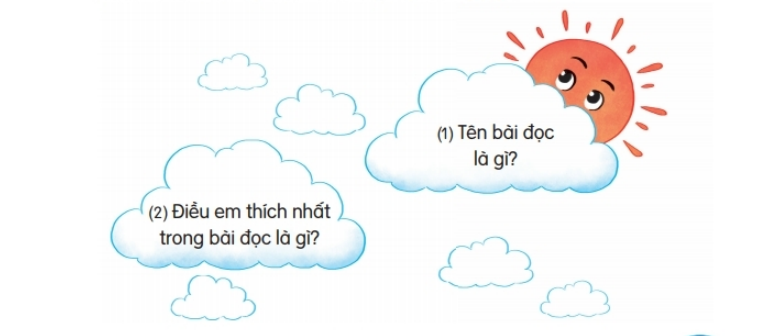 (1) Tên bài đọc
là gì?
(2) Điều em thích nhất
trong bài đọc là gì?